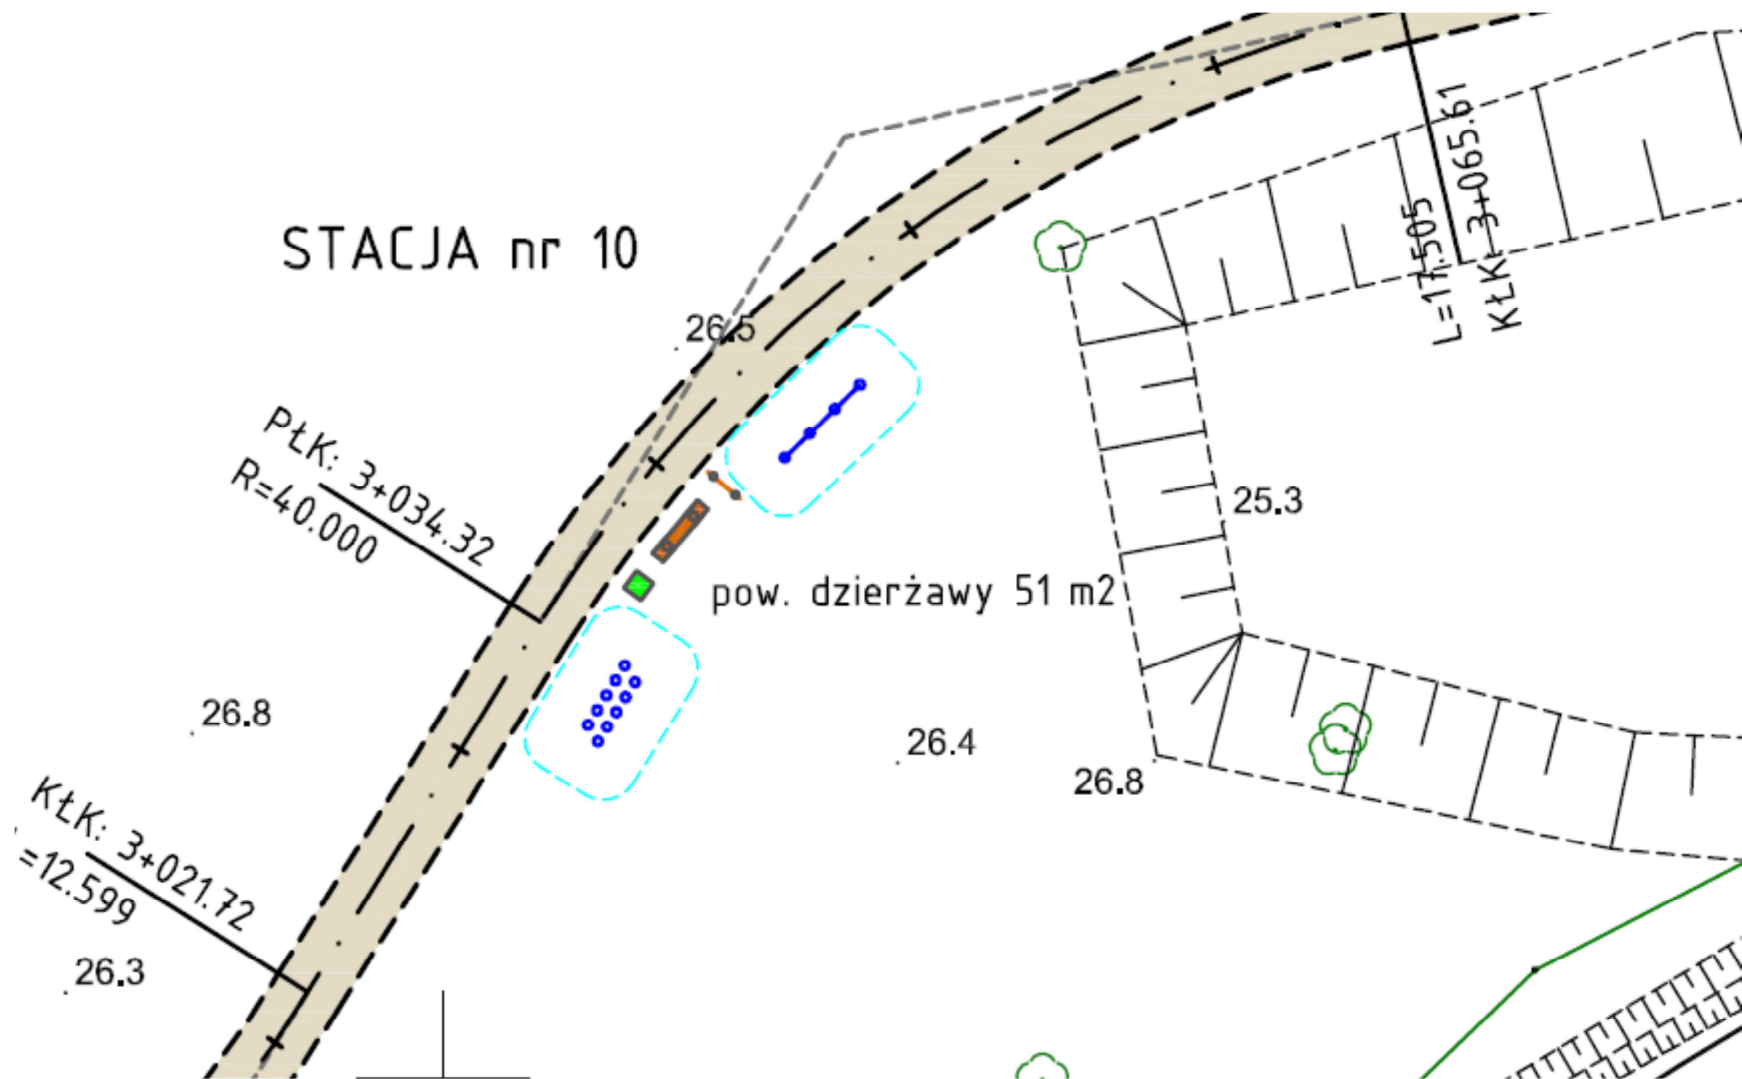 KŁK: 3+065.61
L=17.505
STACJA nr 10
26.5
PŁK: 3+034.32
R=40.000
25.3
pow. dzierżawy 51 m2
26.8
26.4
26.8
KŁK: 3+021.72
=12.599
26.3